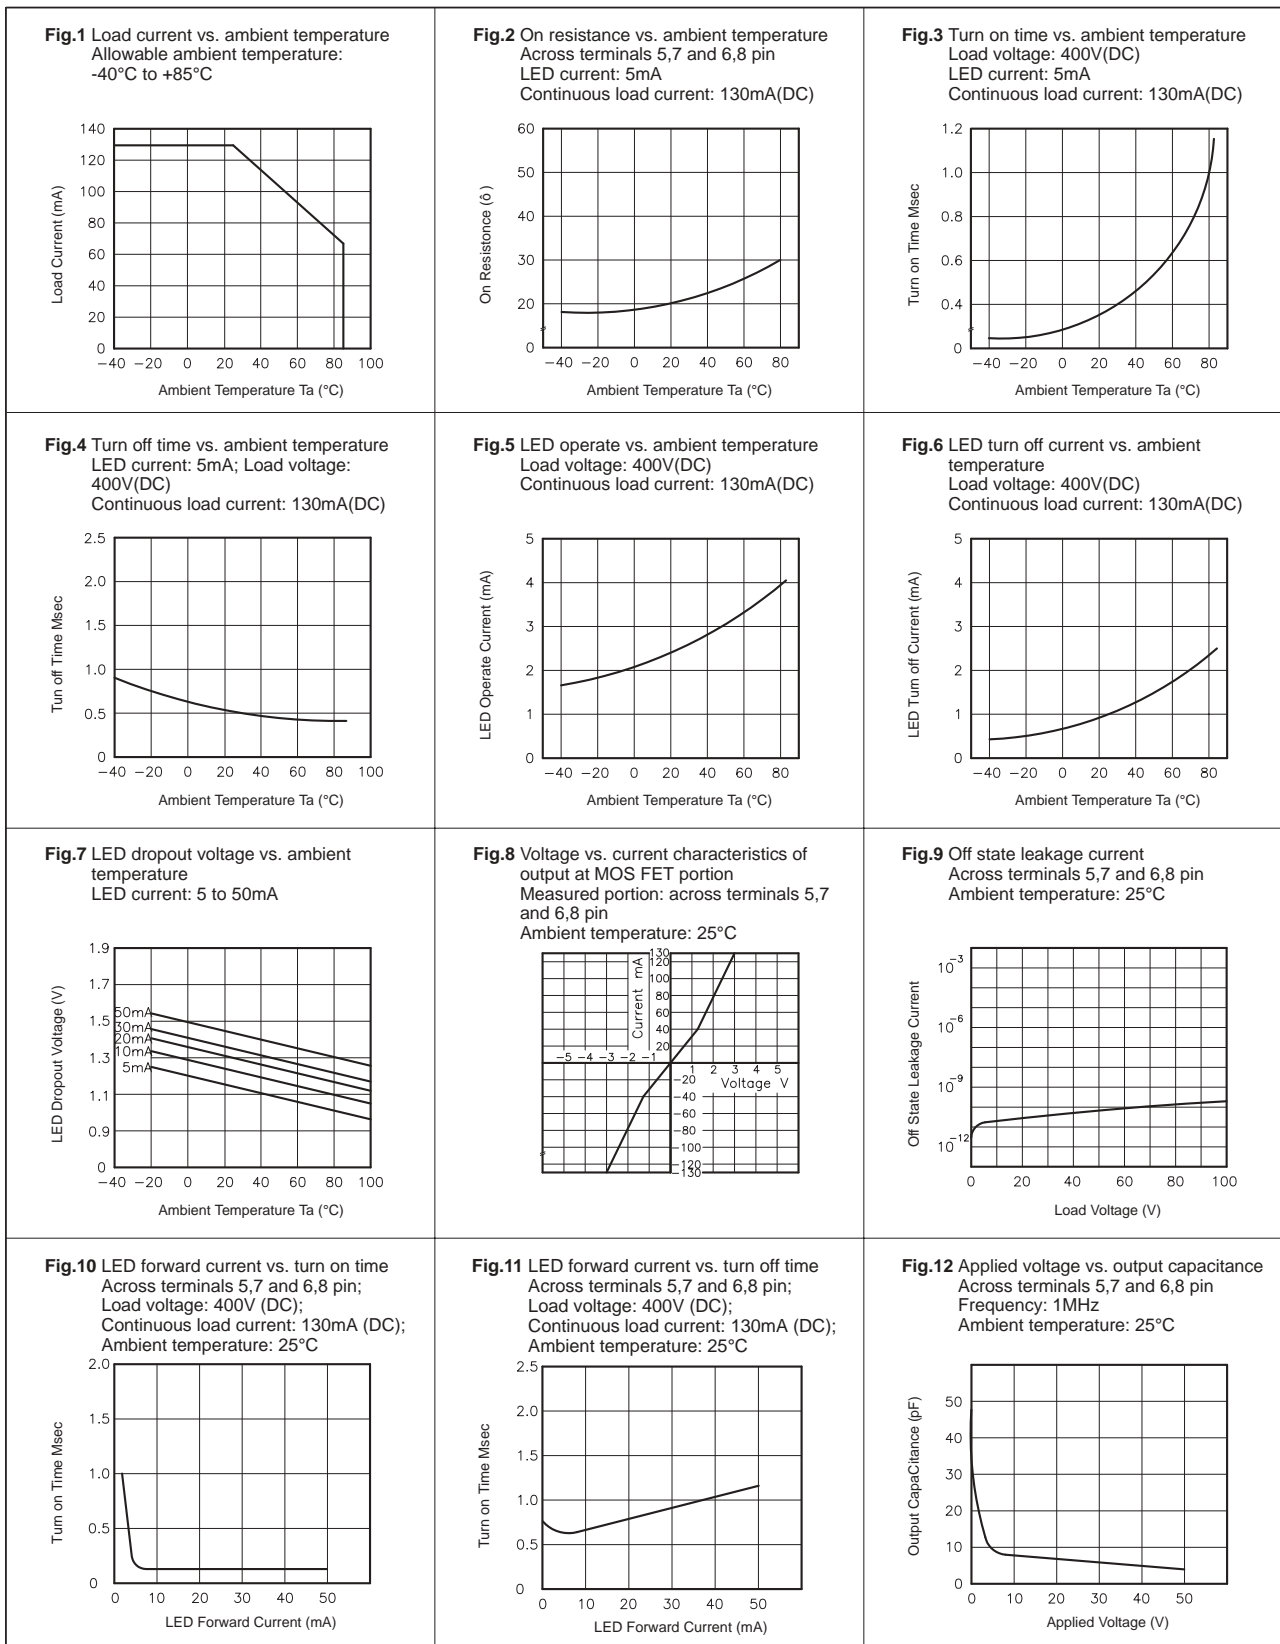 Fig.1 Load current vs. ambient temperature
Allowable ambient temperature:
-40°C to +85°C
Load Current (mA)
140
120
100
80
60
40
20
0
−40 −20 0 20 40 60 80 100
Ambient Temperature Ta (°C)
Fig.2 On resistance vs. ambient temperature
Across terminals 5,7 and 6,8 pin
LED current: 5mA
Continuous load current: 130mA(DC)
On Resistonce (ô)
60
50
40
30
20
0
−40 −20 0 20 40 60 80
Ambient Temperature Ta (°C)
Fig.3 Turn on time vs. ambient temperature
Load voltage: 400V(DC)
LED current: 5mA
Continuous load current: 130mA(DC)
Turn on Time Msec
1.2
1.0
0.8
0.6
0.4
0
−40 −20 0 20 40 60 80
Ambient Temperature Ta (°C)
Fig.4 Turn off time vs. ambient temperature
LED current: 5mA; Load voltage:
400V(DC)
Continuous load current: 130mA(DC)
Tun off Time Msec
2.5
2.0
1.5
1.0
0.5
0
−40 −20 0 20 40 60 80 100
Ambient Temperature Ta (°C)
Fig.5 LED operate vs. ambient temperature
Load voltage: 400V(DC)
Continuous load current: 130mA(DC)
LED Operate Current (mA)
5
4
3
2
1
0
−40 −20 0 20 40 60 80
Ambient Temperature Ta (°C)
Fig.6 LED turn off current vs. ambient
temperature
Load voltage: 400V(DC)
Continuous load current: 130mA(DC)
LED Turn off Current (mA)
5
4
3
2
1
0
−40 −20 0 20 40 60 80
Ambient Temperature Ta (°C)
Fig.7 LED dropout voltage vs. ambient
temperature
LED current: 5 to 50mA
LED Dropout Voltage (V)
1.9
1.7
1.5
1.3
1.1
0.9
0
50mA
30mA
20mA
10mA
5mA
−40 −20 0 20 40 60 80 100
Ambient Temperature Ta (°C)
Fig.8 Voltage vs. current characteristics of
output at MOS FET portion
Measured portion: across terminals 5,7
and 6,8 pin
Ambient temperature: 25°C
Current mA
130
120
100
80
60
40
20
−5 −4 −3 −2 −1
1 2 3 4 5
Voltage V
−20
−40
−60
−80
−100
−120
−130
Fig.9 Off state leakage current
Across terminals 5,7 and 6,8 pin
Ambient temperature: 25°C
Off State Leakage Current
10−3
10−6
10−9
10−12
0 20 40 60 80 100
Load Voltage (V)
Fig.10 LED forward current vs. turn on time
Across terminals 5,7 and 6,8 pin;
Load voltage: 400V (DC);
Continuous load current: 130mA (DC);
Ambient temperature: 25°C
Turn on Time Msec
2.0
1.5
1.0
0.5
0
0 10 20 30 40 50
LED Forward Current (mA)
Fig.11 LED forward current vs. turn off time
Across terminals 5,7 and 6,8 pin;
Load voltage: 400V (DC);
Continuous load current: 130mA (DC);
Ambient temperature: 25°C
Turn on Time Msec
2.5
2.0
1.5
1.0
0.5
0
0 10 20 30 40 50
LED Forward Current (mA)
Fig.12 Applied voltage vs. output capacitance
Across terminals 5,7 and 6,8 pin
Frequency: 1MHz
Ambient temperature: 25°C
Output CapaCitance (pF)
50
40
30
20
10
0
0 10 20 30 40 50
Applied Voltage (V)